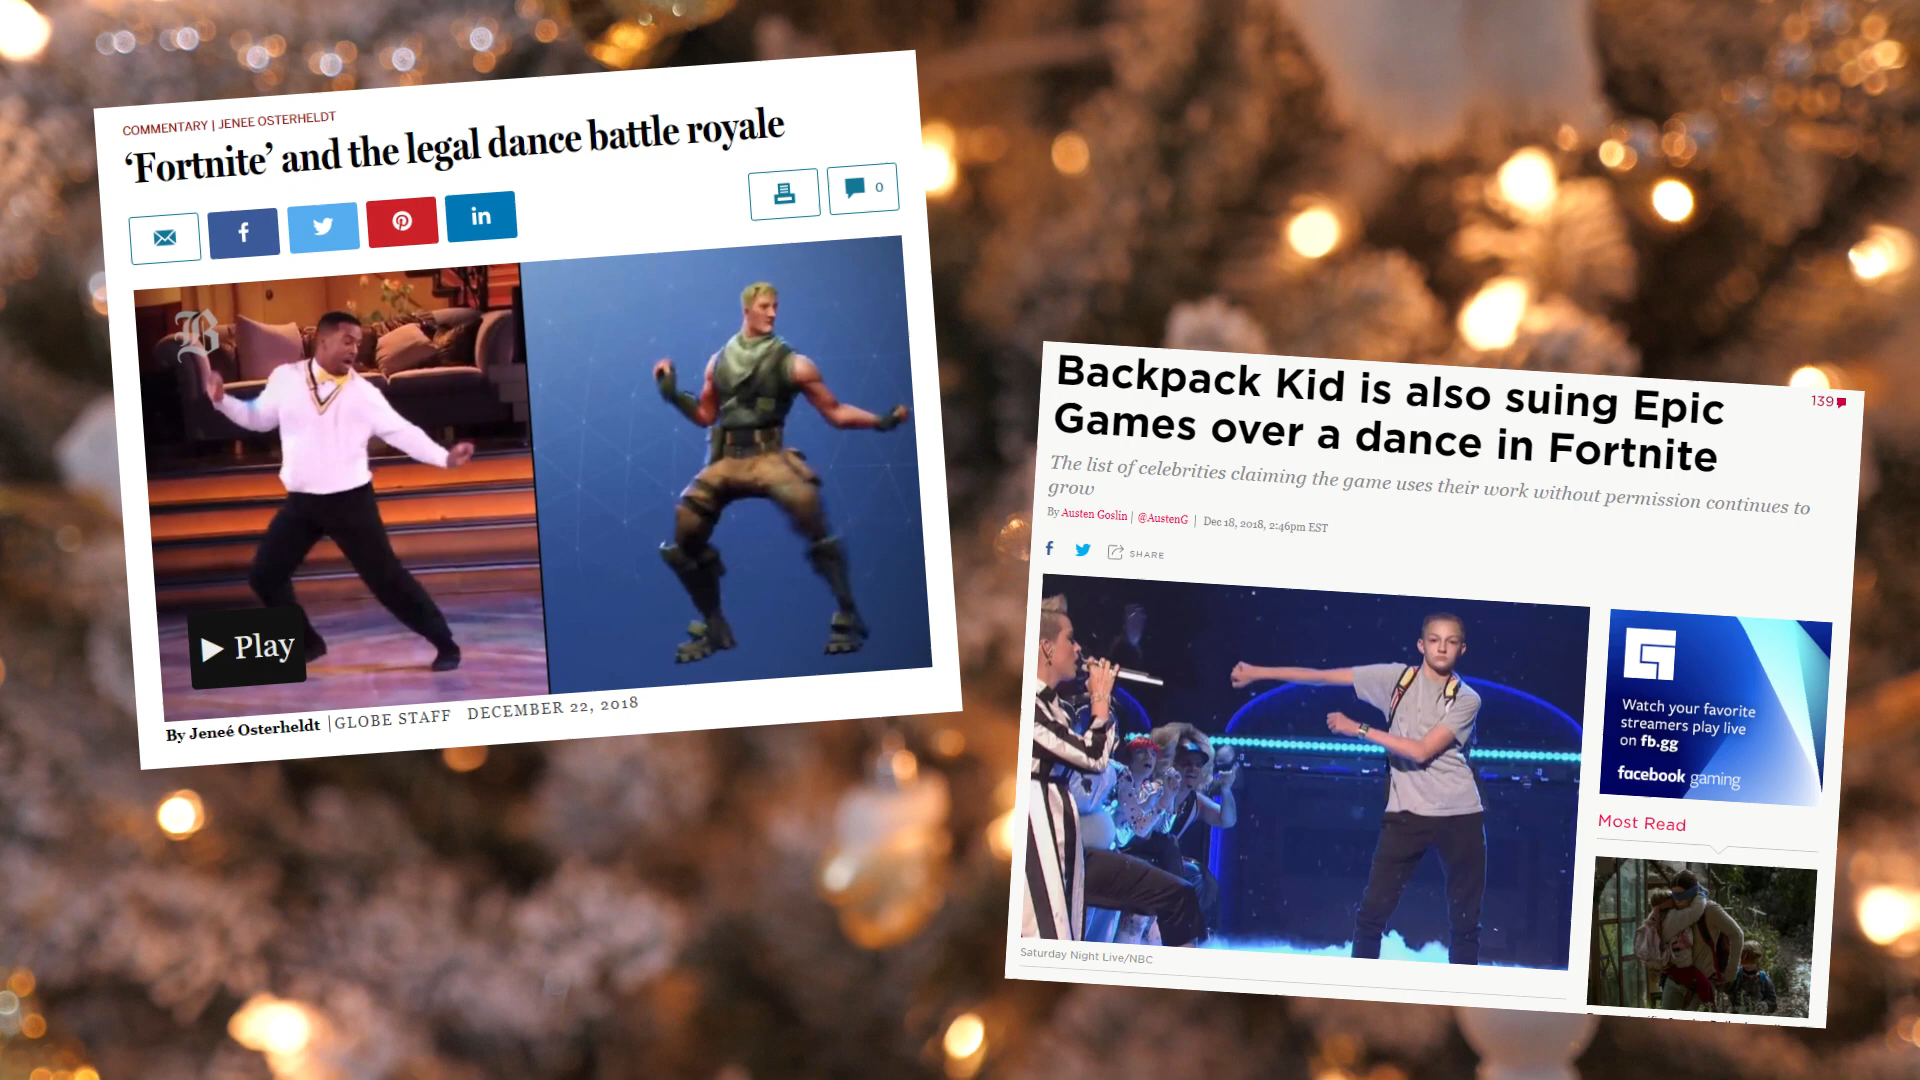 COMMENTARY | JENEE OSTERHELDT
‘Fortnite’ and the legal dance battle royale
f
in
0
B
Play
By Jeneé Osterheldt | GLOBE STAFF DECEMBER 22, 2018
Backpack Kid is also suing Epic
Games over a dance in Fortnite
139
The list of celebrities claiming the game uses their work without permission continues to
grow
By Austen Goslin | @AustenG | Dec 18, 2018, 2:46pm EST
f
SHARE
Watch your favorite
streamers play live
on fb.gg
facebook gaming
Most Read
Saturday Night Live/NBC